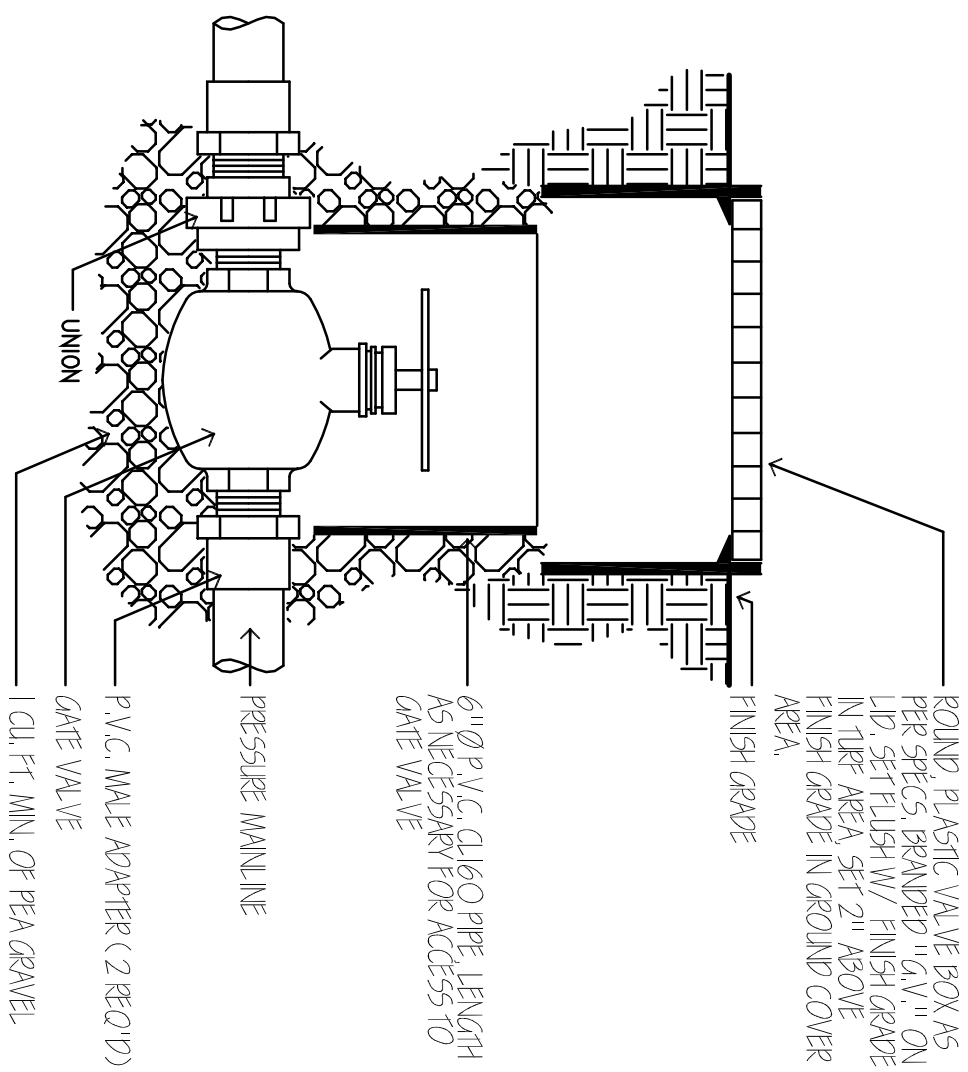 ROUND, PLASTIC VALVE BOX AS
PER SPECS. BRANDED "G.V." ON
LID. SET FLUSH W/ FINISH GRADE
IN TURF AREA, SET 2" ABOVE
FINISH GRADE IN GROUND COVER
AREA.
FINISH GRADE
6"Ø P.V.C. CL160 PIPE, LENGTH
AS NECESSARY FOR ACCESS TO
GATE VALVE
PRESSURE MAINLINE
P.V.C. MALE ADAPTER (2 REQ'D)
GATE VALVE
1 CU. FT. MIN. OF PEA GRAVEL
UNION